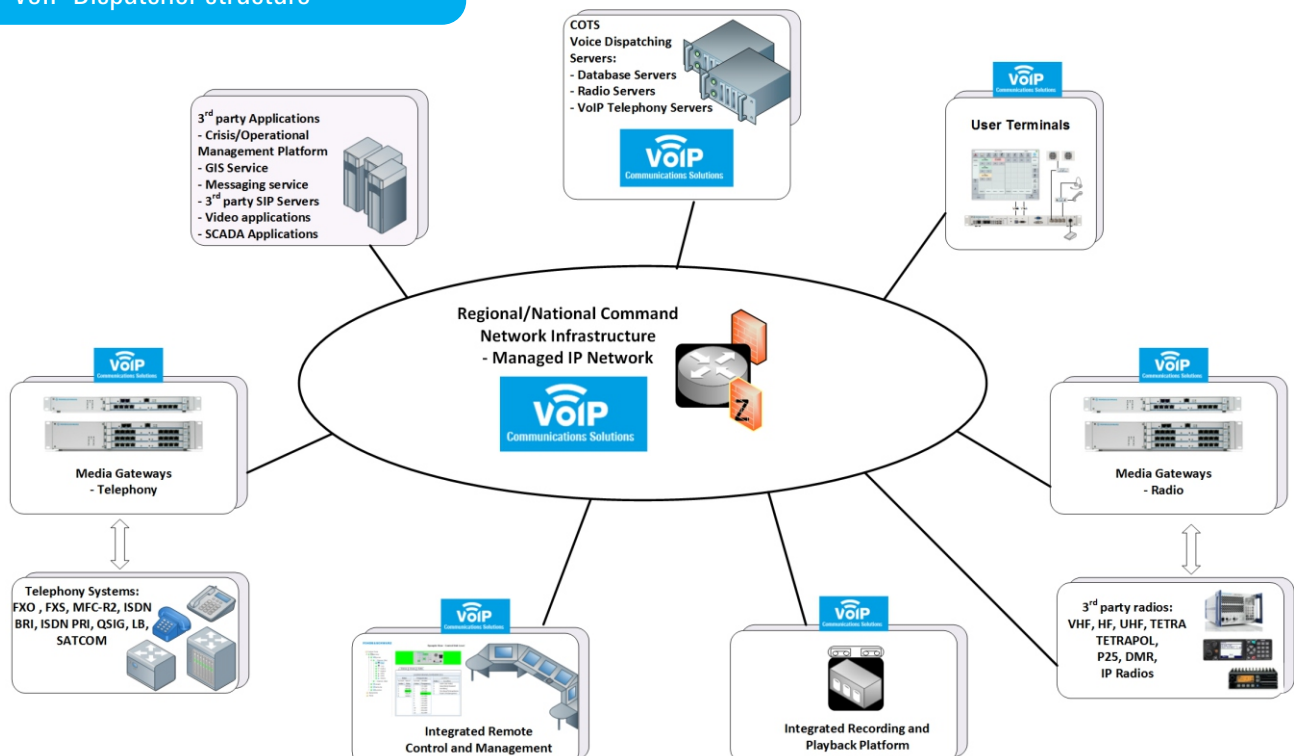 VoIP Dispatcher structure
COTS
Voice Dispatching
Servers:
- Database Servers
- Radio Servers
- VoIP Telephony Servers
VoIP
Communications Solutions
3rd party Applications
- Crisis/Operational
Management Platform
- GIS Service
- Messaging service
- 3rd party SIP Servers
- Video applications
- SCADA Applications
VoIP
Communications Solutions
User Terminals
Regional/National Command
Network Infrastructure
- Managed IP Network
VoIP
Communications Solutions
Z
VoIP
Communications Solutions
Media Gateways
- Telephony
VoIP
Communications Solutions
Media Gateways
- Radio
Telephony Systems:
FXO , FXS, MFC-R2, ISDN
BRI, ISDN PRI, QSIG, LB,
SATCOM
3rd party radios:
VHF, HF, UHF, TETRA
TETRAPOL,
P25, DMR,
IP Radios
VoIP
Communications Solutions
Integrated Remote
Control and Management
VoIP
Communications Solutions
Integrated Recording and
Playback Platform